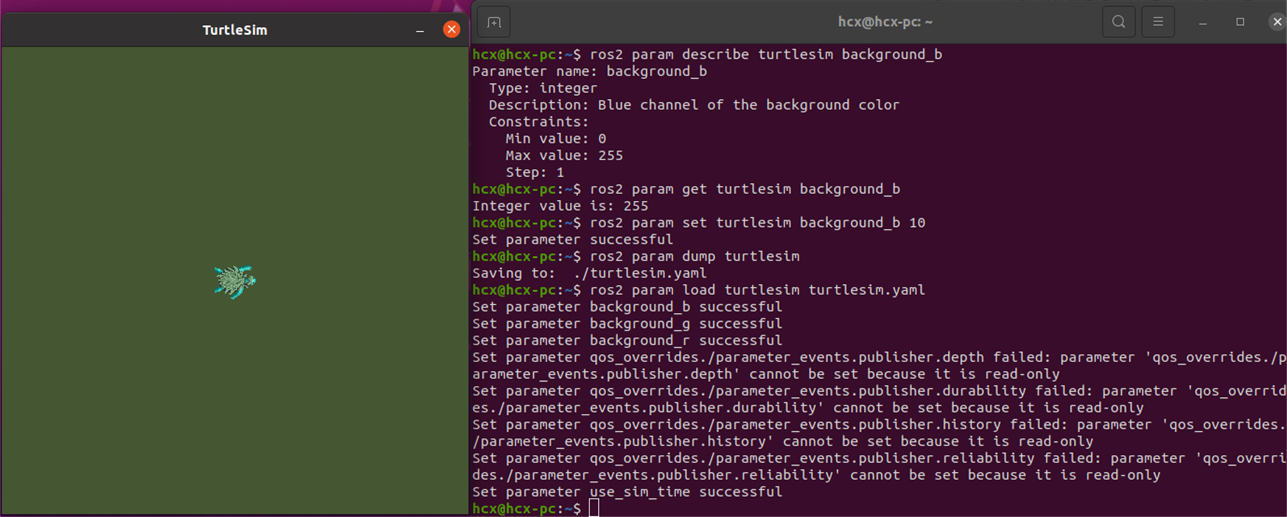 TurtleSim
hcx@hcx-pc: ~
hcx@hcx-pc:~$ ros2 param describe turtlesim background_b
Parameter name: background_b
  Type: integer
  Description: Blue channel of the background color
  Constraints:
    Min value: 0
    Max value: 255
    Step: 1
hcx@hcx-pc:~$ ros2 param get turtlesim background_b
Integer value is: 255
hcx@hcx-pc:~$ ros2 param set turtlesim background_b 10
Set parameter successful
hcx@hcx-pc:~$ ros2 param dump turtlesim
Saving to:  ./turtlesim.yaml
hcx@hcx-pc:~$ ros2 param load turtlesim turtlesim.yaml
Set parameter background_b successful
Set parameter background_g successful
Set parameter background_r successful
Set parameter qos_overrides./parameter_events.publisher.depth failed: parameter 'qos_overrides./p
arameter_events.publisher.depth' cannot be set because it is read-only
Set parameter qos_overrides./parameter_events.publisher.durability failed: parameter 'qos_overrid
es./parameter_events.publisher.durability' cannot be set because it is read-only
Set parameter qos_overrides./parameter_events.publisher.history failed: parameter 'qos_overrides.
/parameter_events.publisher.history' cannot be set because it is read-only
Set parameter qos_overrides./parameter_events.publisher.reliability failed: parameter 'qos_overri
des./parameter_events.publisher.reliability' cannot be set because it is read-only
Set parameter use_sim_time successful
hcx@hcx-pc:~$